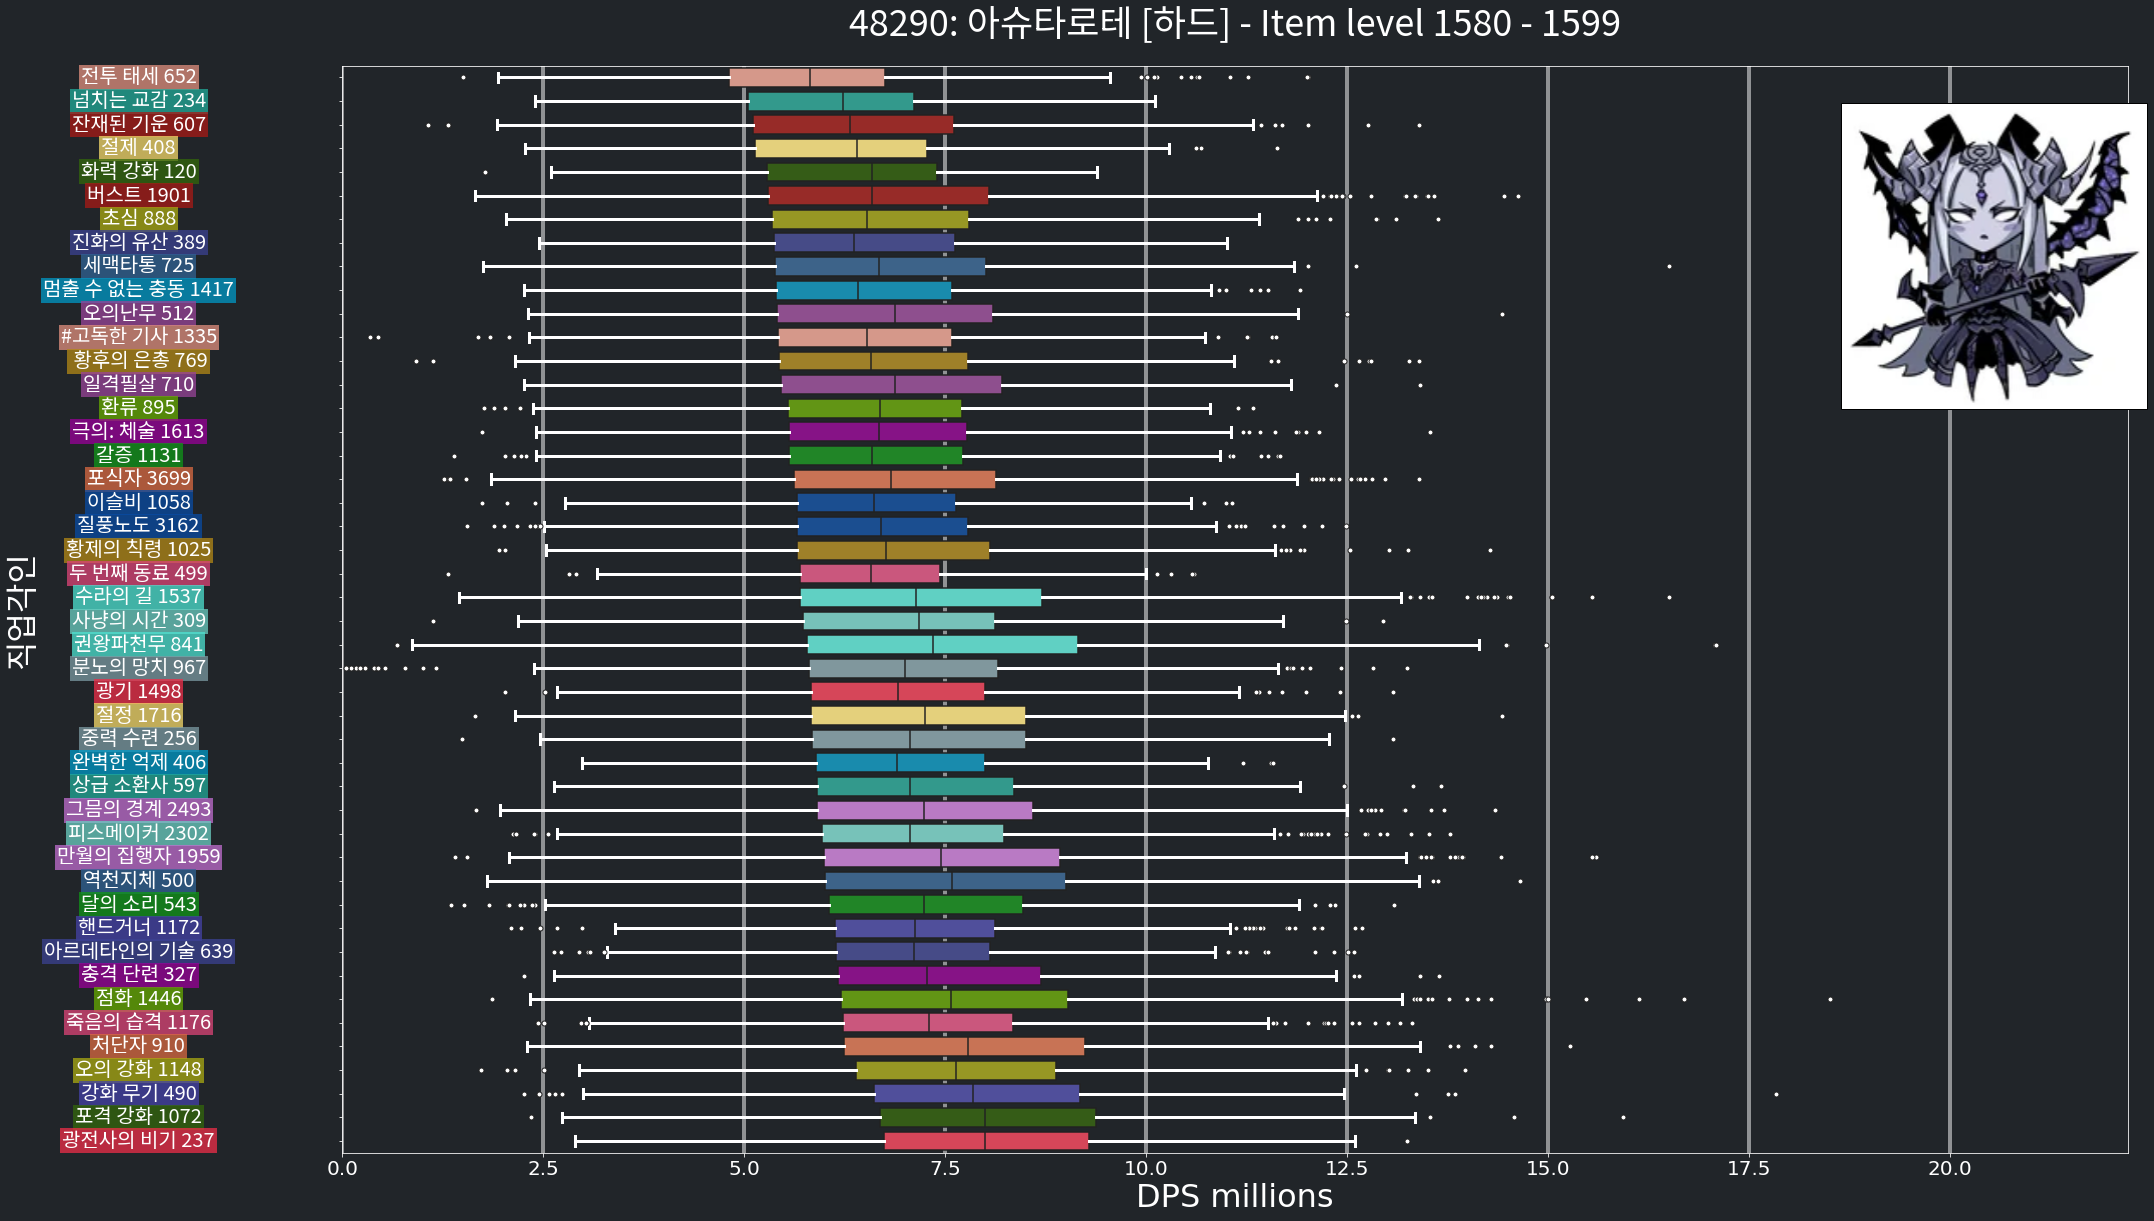 48290: 아슈타로테 [하드] - Item level 1580 - 1599
직업각인
전투 태세 652
넘치는 교감 234
잔재된 기운 607
절제 408
화력 강화 120
버스트 1901
초심 888
진화의 유산 389
세맥타통 725
멈출 수 없는 충동 1417
오의난무 512
#고독한 기사 1335
황후의 은총 769
일격필살 710
환류 895
극의: 체술 1613
갈증 1131
포식자 3699
이슬비 1058
질풍노도 3162
황제의 칙령 1025
두 번째 동료 499
수라의 길 1537
사냥의 시간 309
권왕파천무 841
분노의 망치 967
광기 1498
절정 1716
중력 수련 256
완벽한 억제 406
상급 소환사 597
그믐의 경계 2493
피스메이커 2302
만월의 집행자 1959
역천지체 500
달의 소리 543
핸드거너 1172
아르데타인의 기술 639
충격 단련 327
점화 1446
죽음의 습격 1176
처단자 910
오의 강화 1148
강화 무기 490
포격 강화 1072
광전사의 비기 237
0.0 2.5 5.0 7.5 10.0 12.5 15.0 17.5 20.0
DPS millions